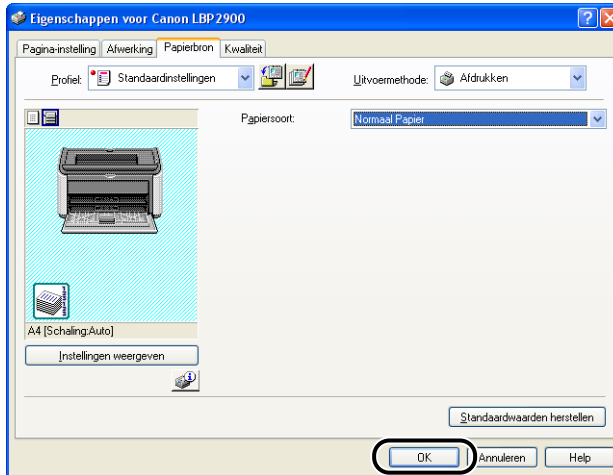 Eigenschappen voor Canon LBP2900
Pagina-instelling Afwerking Papierbron Kwaliteit
Profiel: Standaardinstellingen Uitvoermethode: Afdrukken
Papiersoort: Normaal Papier
A4 [Schaling:Auto]
Instellingen weergeven
Standaardwaarden herstellen
OK Annuleren Help